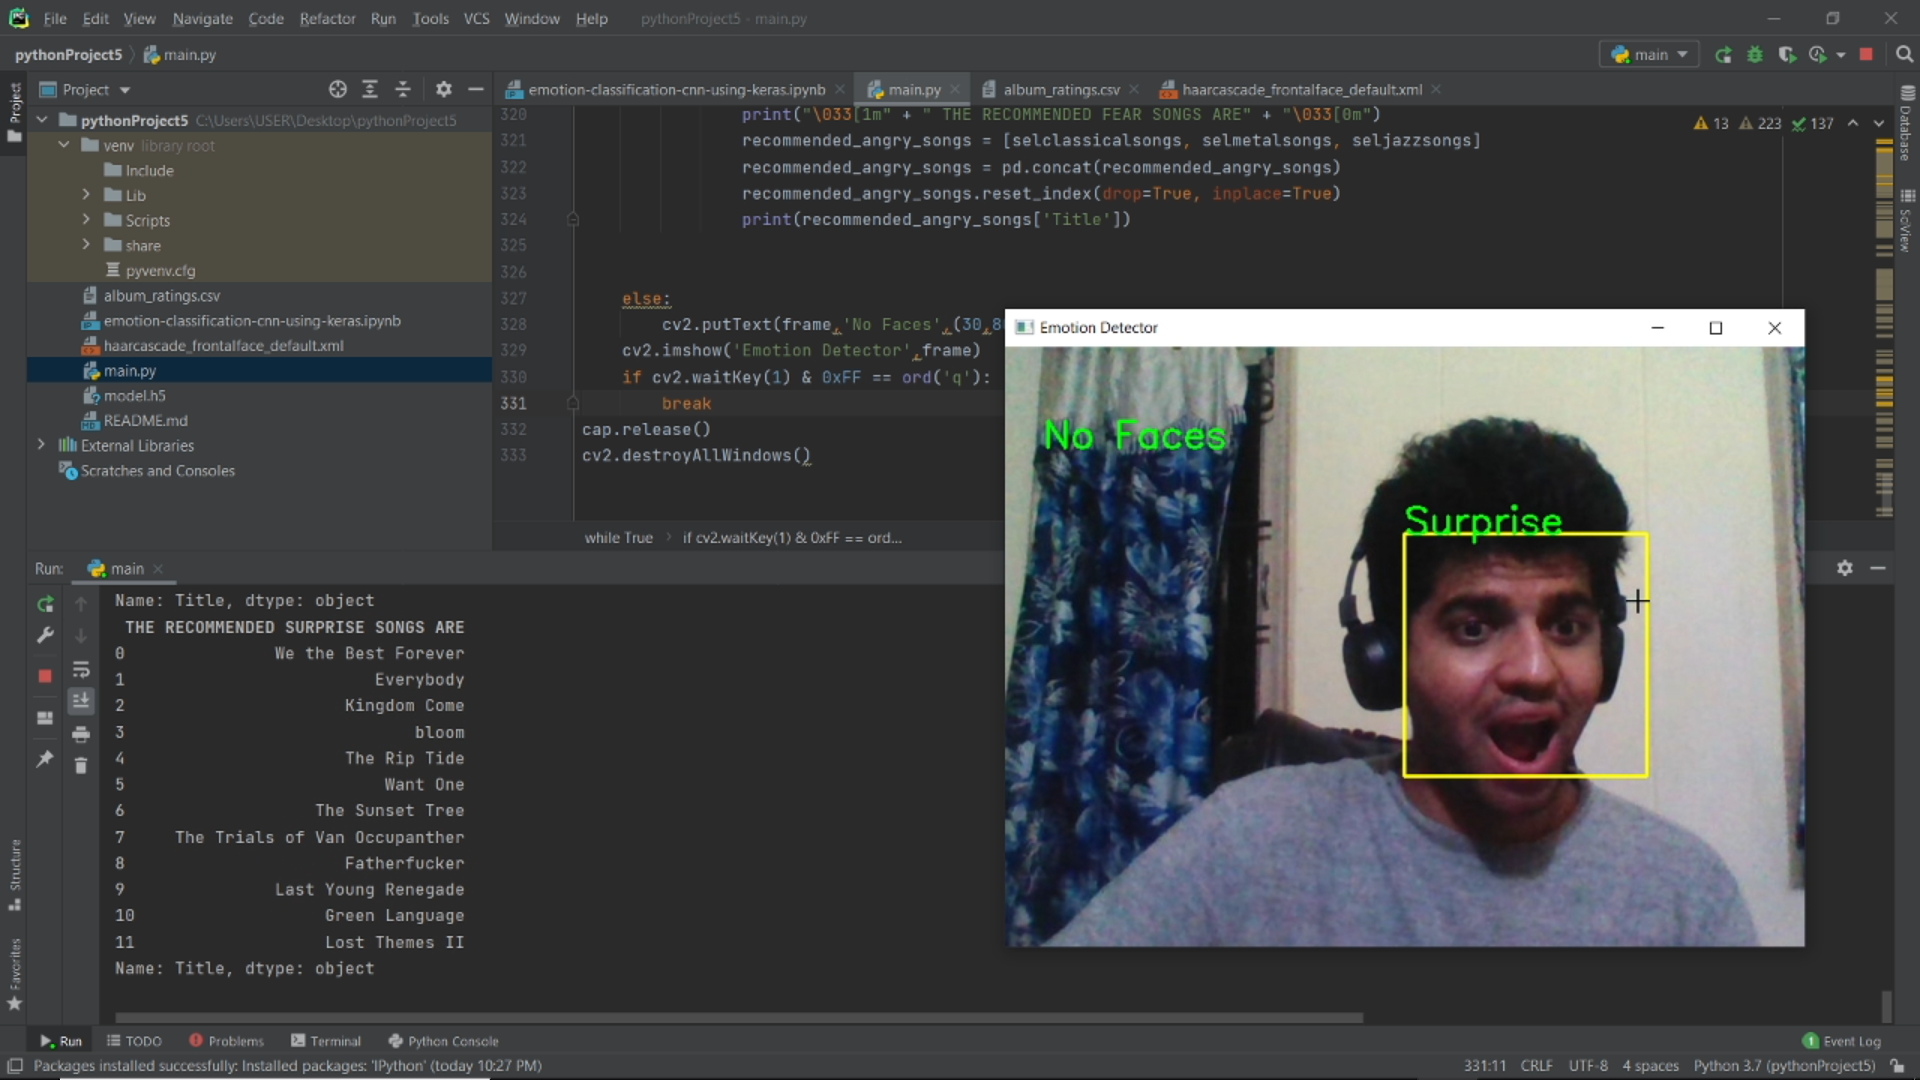 File Edit View Navigate Code Refactor Run Tools VCS Window Help pythonProject5 - main.py
pythonProject5 main.py
main
Project
Project
emotion-classification-cnn-using-keras.ipynb main.py album_ratings.csv haarcascade_frontalface_default.xml
pythonProject5 C:\Users\USER\Desktop\pythonProject5
venv library root
Include
Lib
Scripts
share
pyvenv.cfg
album_ratings.csv
emotion-classification-cnn-using-keras.ipynb
haarcascade_frontalface_default.xml
main.py
model.h5
README.md
External Libraries
Scratches and Consoles
13 223 137
320 print("\033[1m" + " THE RECOMMENDED FEAR SONGS ARE" + "\033[0m")
321 recommended_angry_songs = [selclassicalsongs, selmetalsongs, seljazzsongs]
322 recommended_angry_songs = pd.concat(recommended_angry_songs)
323 recommended_angry_songs.reset_index(drop=True, inplace=True)
324 print(recommended_angry_songs['Title'])
325
326
327 else:
328 cv2.putText(frame,'No Faces',(30,8
329 cv2.imshow('Emotion Detector',frame)
330 if cv2.waitKey(1) & 0xFF == ord('q'):
331 break
332 cap.release()
333 cv2.destroyAllWindows()
while True if cv2.waitKey(1) & 0xFF == ord...
Database
SciView
Emotion Detector
No Faces
Surprise
Run: main
Name: Title, dtype: object
THE RECOMMENDED SURPRISE SONGS ARE
0 We the Best Forever
1 Everybody
2 Kingdom Come
3 bloom
4 The Rip Tide
5 Want One
6 The Sunset Tree
7 The Trials of Van Occupanther
8 Fatherfucker
9 Last Young Renegade
10 Green Language
11 Lost Themes II
Name: Title, dtype: object
Structure
Favorites
Run TODO Problems Terminal Python Console 1 Event Log
Packages installed successfully: Installed packages: 'IPython' (today 10:27 PM) 331:11 CRLF UTF-8 4 spaces Python 3.7 (pythonProject5)